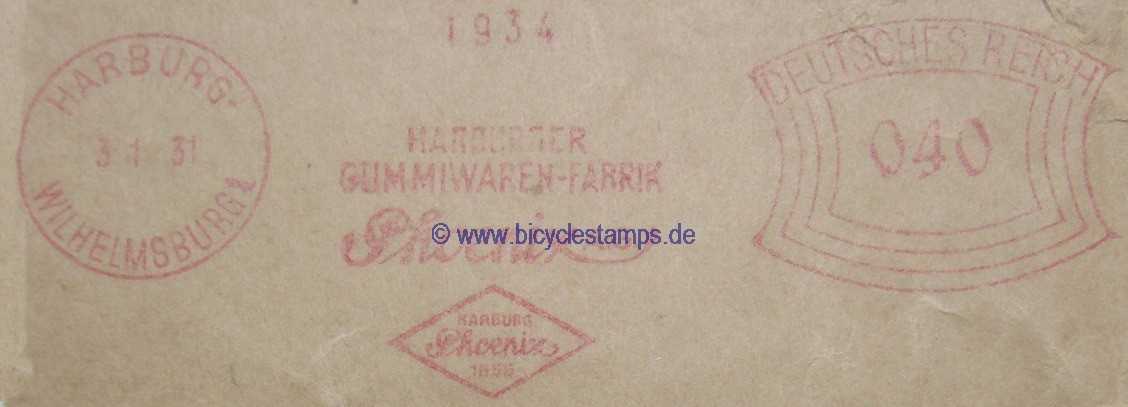 1934
HARBURG-
WILHELMSBURG 1
3 1 31
HARBURGER
GUMMIWAREN-FABRIK
Phoenix
© www.bicyclestamps.de
HARBURG
Phoenix
1856
DEUTSCHES REICH
040